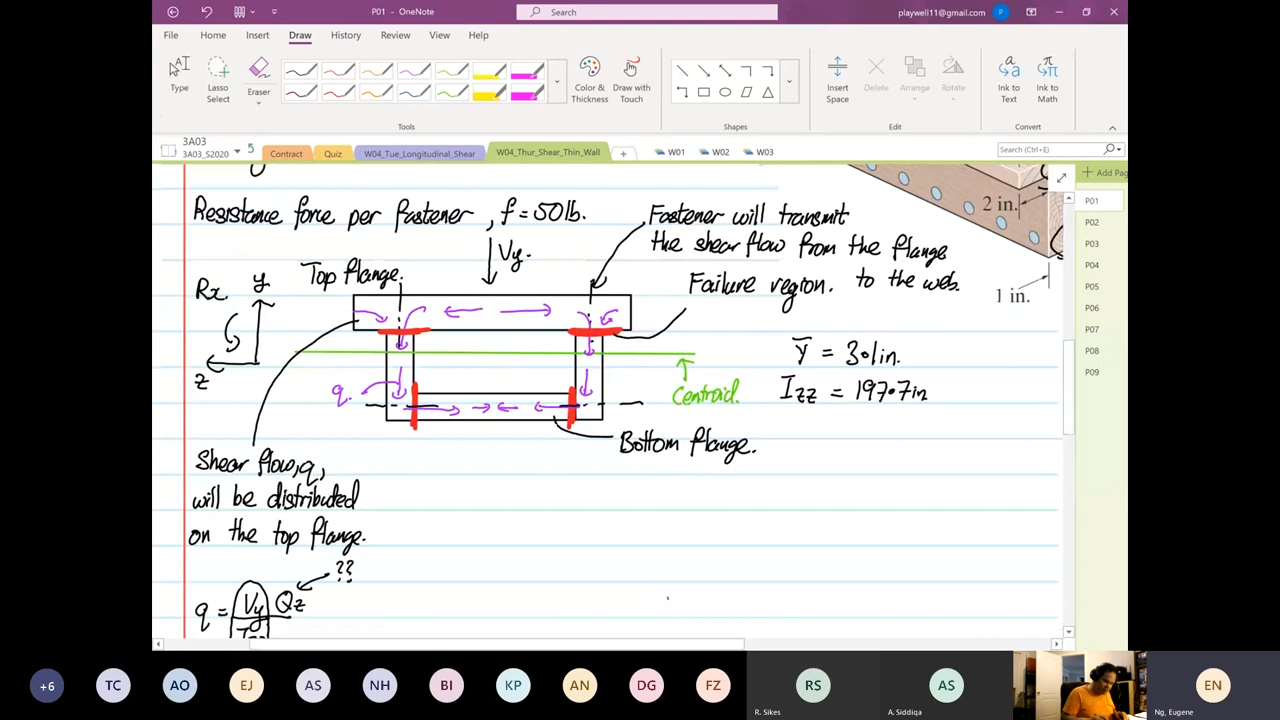 P01 - OneNote
Search
playwell11@gmail.com
P
File Home Insert Draw History Review View Help
Type
Lasso Select
Eraser
Color & Thickness
Draw with Touch
Insert Space
Delete
Arrange
Rotate
Ink to Text
Ink to Math
Tools
Shapes
Edit
Convert
3A03
3A03_S2020
5
Contract
Quiz
W04_Tue_Longitudinal_Shear
W04_Thur_Shear_Thin_Wall
W01
W02
W03
Search (Ctrl+E)
Add Pag
P01
P02
P03
P04
P05
P06
P07
P08
P09
2 in.
1 in.
Resistance force per fastener, f = 50lb.
Fastener will transmit
the shear flow from the flange
to the web.
Failure region.
Vy.
Top flange.
Rx
y
z
q.
Centroid.
Bottom flange.
ȳ = 3.1in.
Izz = 197.7in
Shear flow, q,
will be distributed
on the top flange.
??
q = Vy Qz
+6
TC
AO
EJ
AS
NH
BI
KP
AN
DG
FZ
RS
R. Sikes
AS
A. Siddiqa
EN
Ng, Eugene